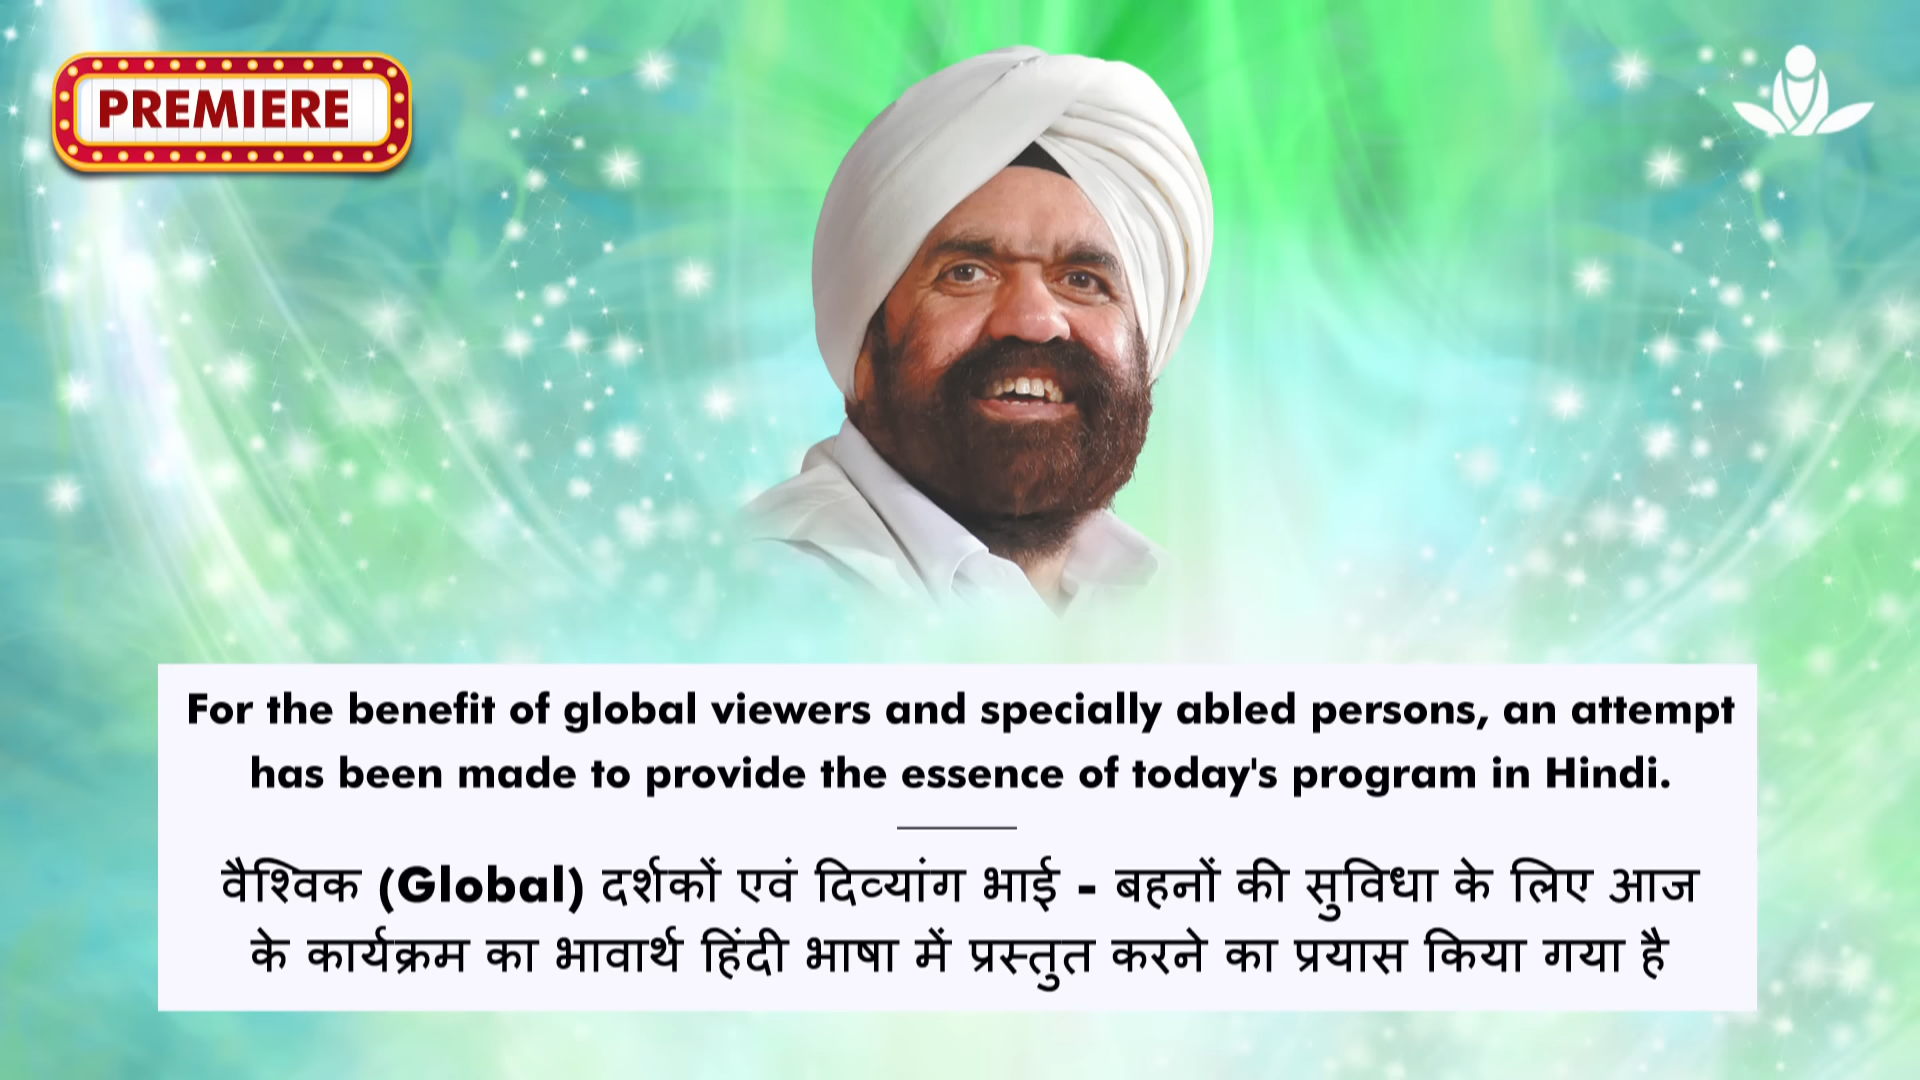 PREMIERE
For the benefit of global viewers and specially abled persons, an attempt
has been made to provide the essence of today's program in Hindi.
वैश्विक (Global) दर्शकों एवं दिव्यांग भाई - बहनों की सुविधा के लिए आज
के कार्यक्रम का भावार्थ हिंदी भाषा में प्रस्तुत करने का प्रयास किया गया है